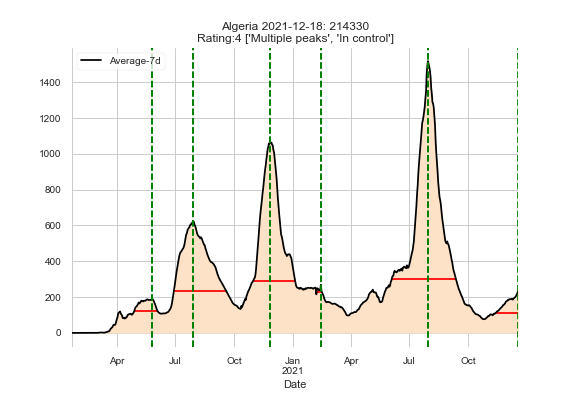 Algeria 2021-12-18: 214330
Rating:4 ['Multiple peaks', 'In control']
Average-7d
1400
1200
1000
800
600
400
200
0
Apr Jul Oct Jan Apr Jul Oct
2021
Date